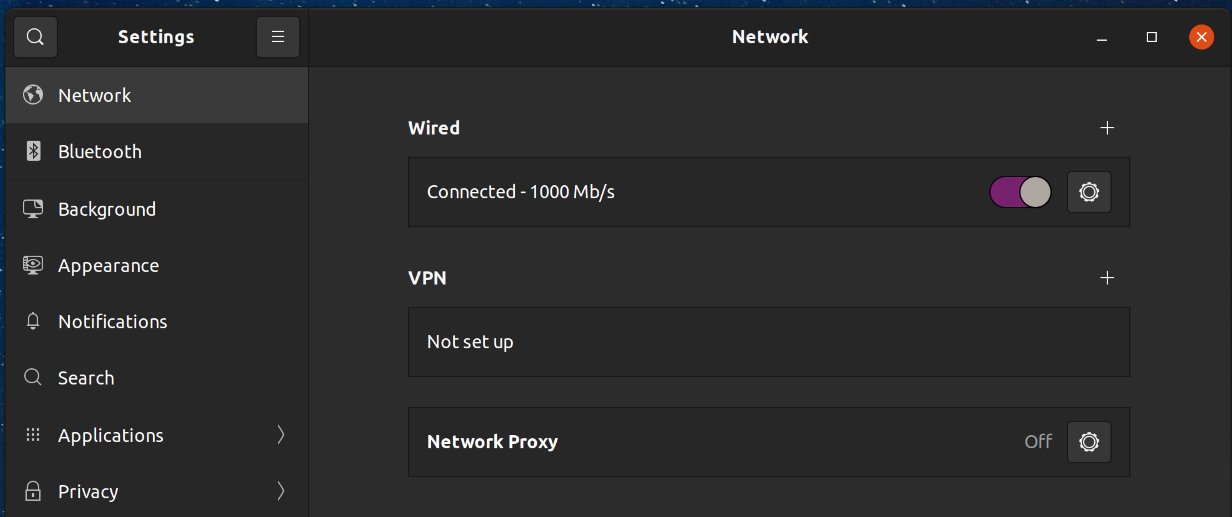 Settings
Network
Network
Bluetooth
Background
Appearance
Notifications
Search
Applications
Privacy
Wired
Connected - 1000 Mb/s
VPN
Not set up
Network Proxy
Off